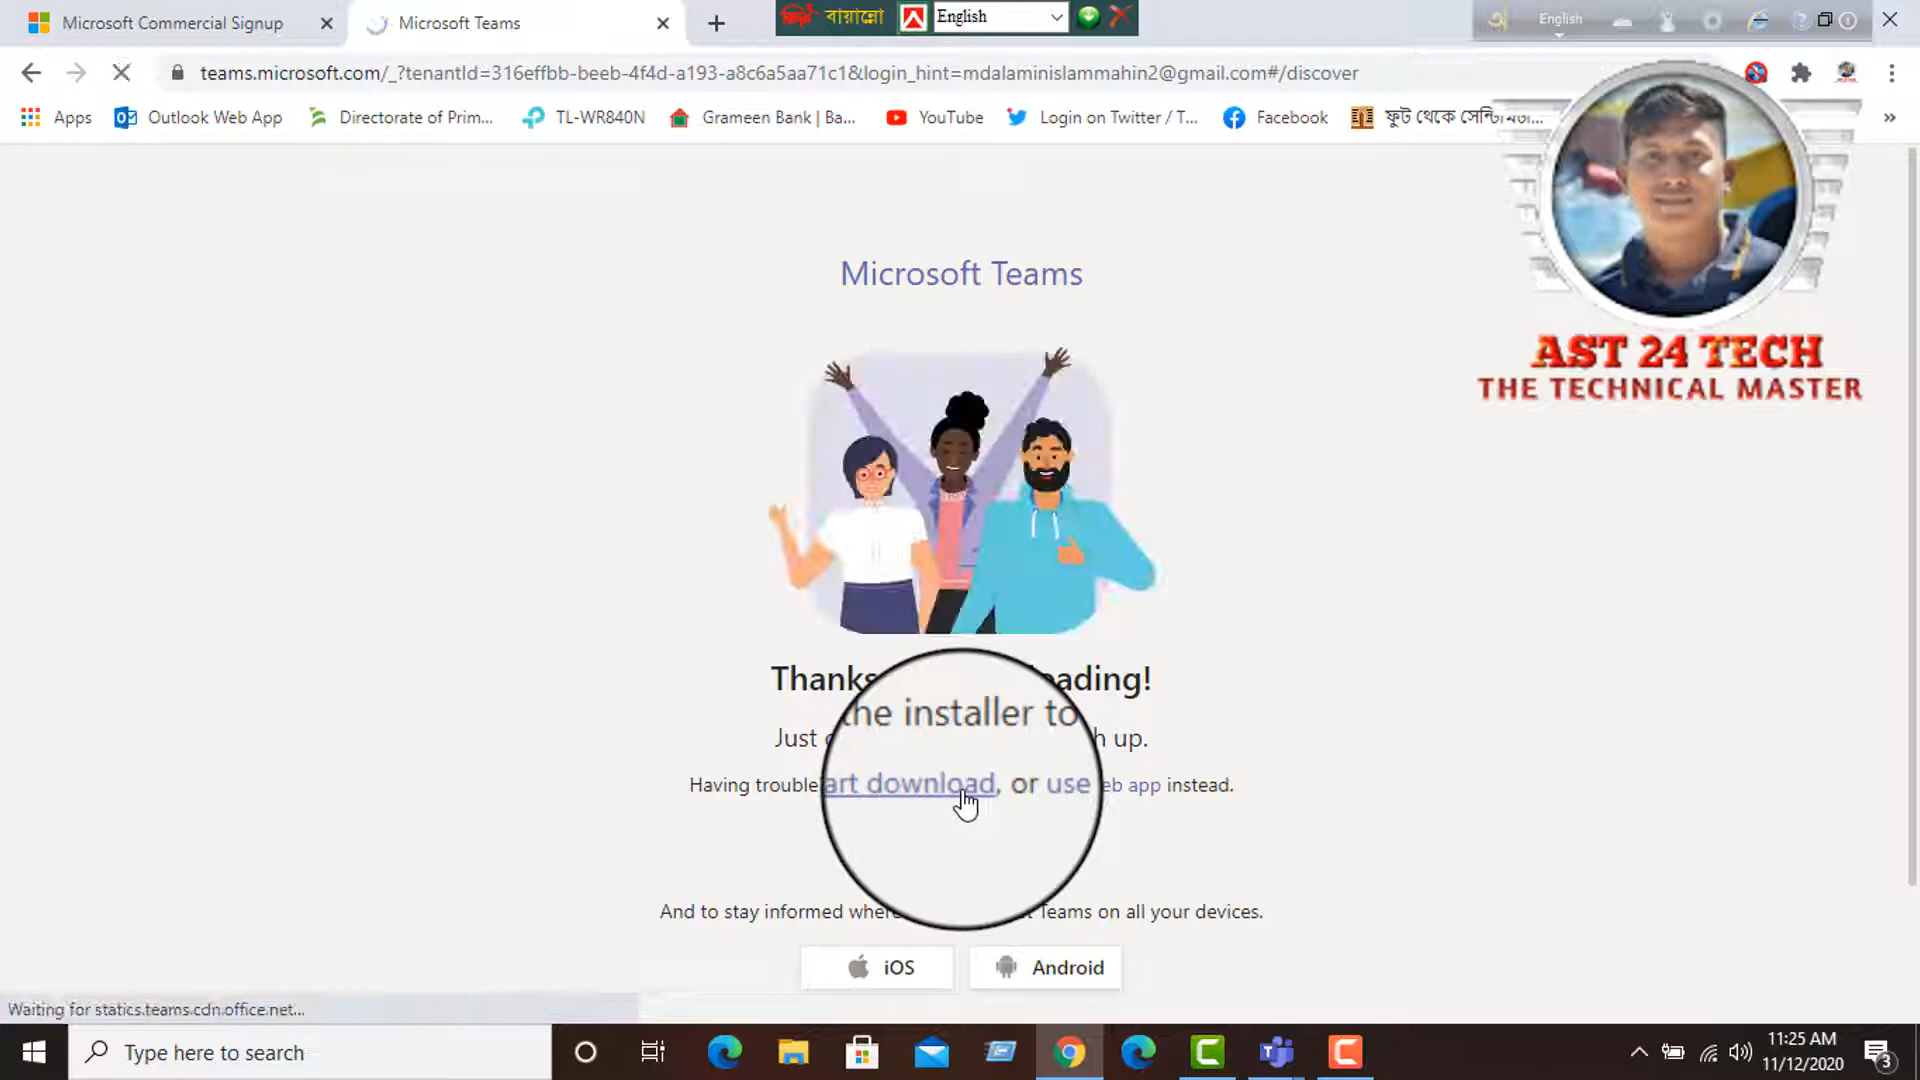 Microsoft Commercial Signup
Microsoft Teams
বায়ান্নো
English
English
teams.microsoft.com/_?tenantId=316effbb-beeb-4f4d-a193-a8c6a5aa71c1&login_hint=mdalaminislammahin2@gmail.com#/discover
Apps
Outlook Web App
Directorate of Prim...
TL-WR840N
Grameen Bank | Ba...
YouTube
Login on Twitter / T...
Facebook
ফুট থেকে
AST 24 TECH
THE TECHNICAL MASTER
Microsoft Teams
Thanks ading!
the installer to
Just h up.
Having trouble art download, or use eb app instead.
And to stay informed where Teams on all your devices.
iOS
Android
Waiting for statics.teams.cdn.office.net...
Type here to search
11:25 AM
11/12/2020
3